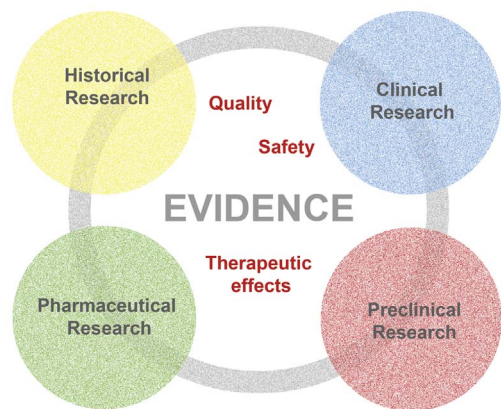 Historical
Research
Clinical
Research
Quality
Safety
EVIDENCE
Therapeutic
effects
Pharmaceutical
Research
Preclinical
Research